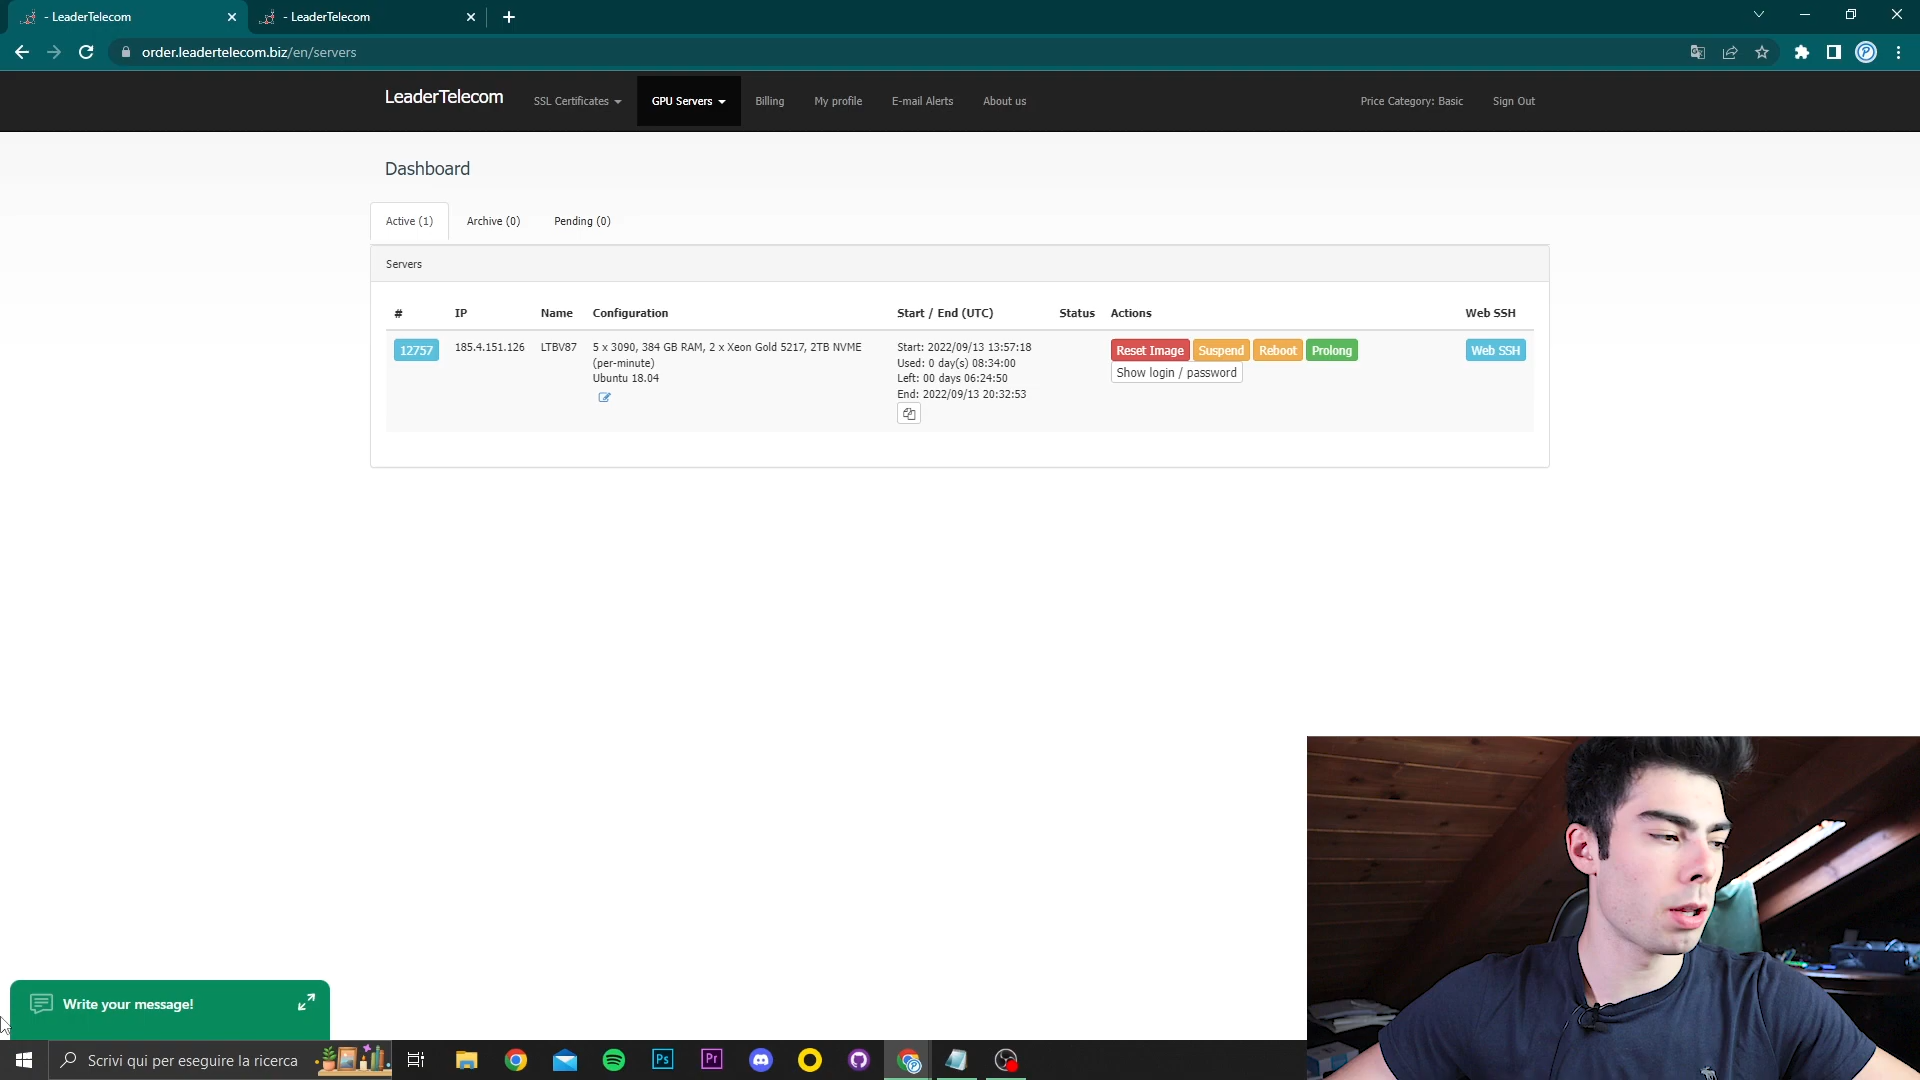 - LeaderTelecom
- LeaderTelecom
order.leadertelecom.biz/en/servers
LeaderTelecom
SSL Certificates
GPU Servers
Billing
My profile
E-mail Alerts
About us
Price Category: Basic
Sign Out
Dashboard
Active (1)
Archive (0)
Pending (0)
Servers
# IP Name Configuration Start / End (UTC) Status Actions Web SSH
12757
185.4.151.126
LTBV87
5 x 3090, 384 GB RAM, 2 x Xeon Gold 5217, 2TB NVME
(per-minute)
Ubuntu 18.04
Start: 2022/09/13 13:57:18
Used: 0 day(s) 08:34:00
Left: 00 days 06:24:50
End: 2022/09/13 20:32:53
Reset Image
Suspend
Reboot
Prolong
Show login / password
Web SSH
Write your message!
Scrivi qui per eseguire la ricerca
Ps
Pr